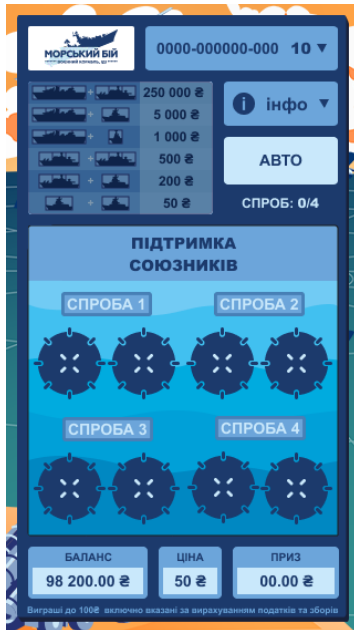 МОРСЬКИЙ БІЙ
0000-000000-000 10 ▼
+ 250 000 ₴
+ 5 000 ₴
+ 1 000 ₴
+ 500 ₴
+ 200 ₴
+ 50 ₴
i інфо ▼
АВТО
СПРОБ: 0/4
ПІДТРИМКА
СОЮЗНИКІВ
СПРОБА 1 СПРОБА 2
СПРОБА 3 СПРОБА 4
БАЛАНС ЦІНА ПРИЗ
98 200.00 ₴ 50 ₴ 00.00 ₴
Виграші до 100₴ включно вказані за вирахуванням податків та зборів